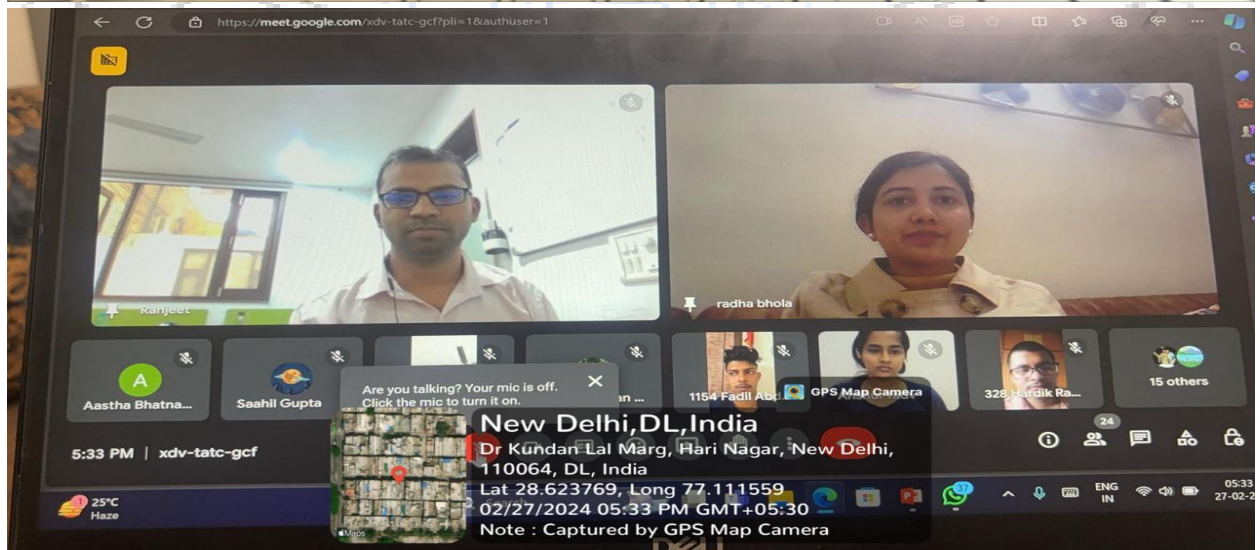 https://meet.google.com/xdv-tatc-gcf?pli=1&authuser=1
Ranjeet
radha bhola
A
Aastha Bhatna...
Saahil Gupta
an ...
1154 Fadil Abd
328 Hardik Ra...
15 others
Are you talking? Your mic is off.
Click the mic to turn it on.
GPS Map Camera
24
5:33 PM | xdv-tatc-gcf
New Delhi,DL,India
Dr Kundan Lal Marg, Hari Nagar, New Delhi,
110064, DL, India
Lat 28.623769, Long 77.111559
02/27/2024 05:33 PM GMT+05:30
Note : Captured by GPS Map Camera
Maps
1
25°C
Haze
Search
37
ENG
IN
05:33
27-02-2